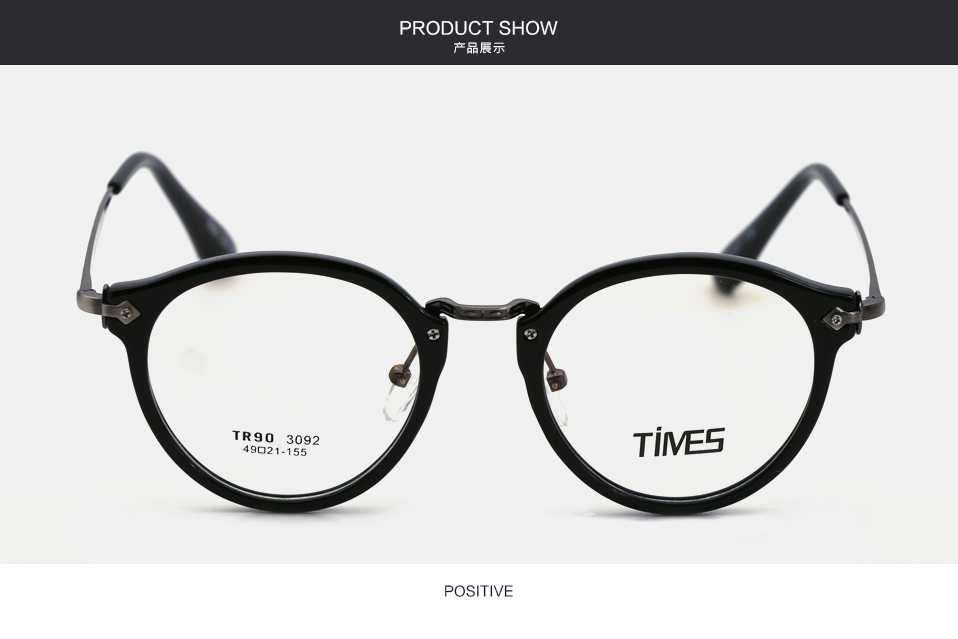 PRODUCT SHOW
产品展示
TR90 3092
49□21-155
TiMES
POSITIVE